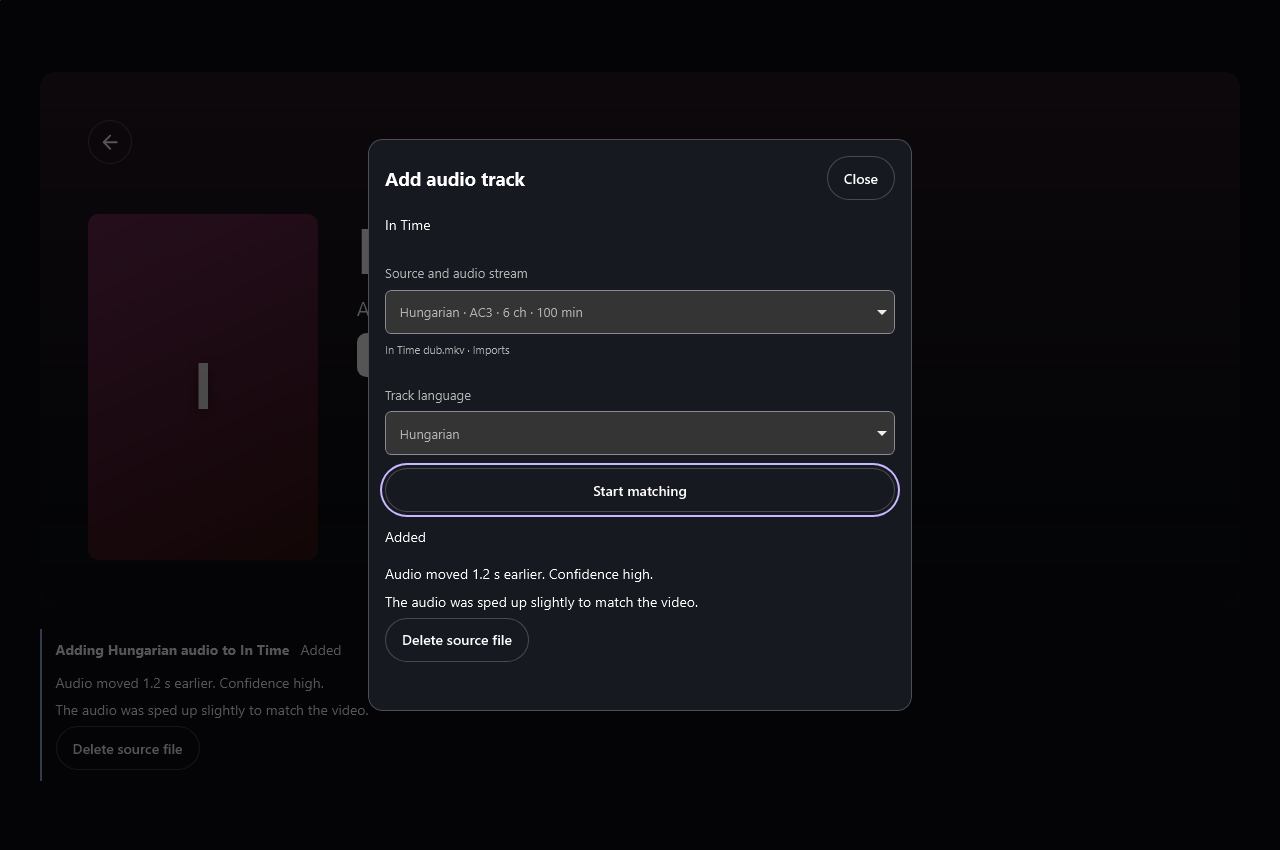 Add audio track
Close
In Time
Source and audio stream
Hungarian · AC3 · 6 ch · 100 min
In Time dub.mkv · Imports
Track language
Hungarian
Start matching
Added
Audio moved 1.2 s earlier. Confidence high.
The audio was sped up slightly to match the video.
Delete source file
I
A
Adding Hungarian audio to In Time Added
Audio moved 1.2 s earlier. Confidence high.
The audio was sped up slightly to match the video.
Delete source file